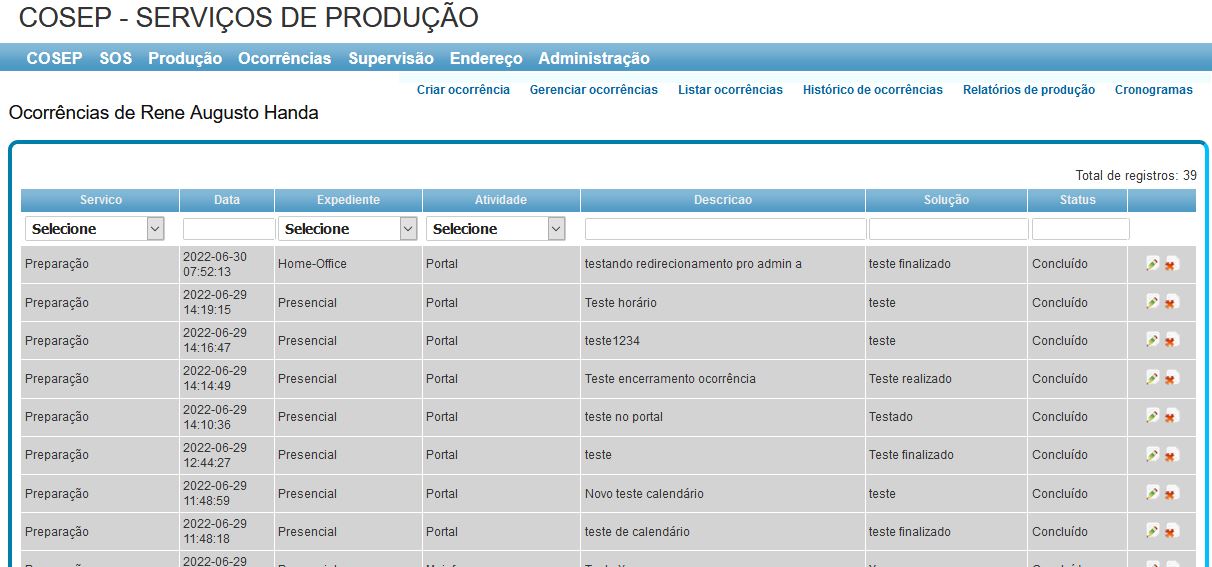 COSEP - SERVIÇOS DE PRODUÇÃO
COSEP SOS Produção Ocorrências Supervisão Endereço Administração
Criar ocorrência Gerenciar ocorrências Listar ocorrências Histórico de ocorrências Relatórios de produção Cronogramas
Ocorrências de Rene Augusto Handa
Total de registros: 39
Servico Data Expediente Atividade Descricao Solução Status
Selecione Selecione Selecione
Preparação 2022-06-30 07:52:13 Home-Office Portal testando redirecionamento pro admin a teste finalizado Concluído
Preparação 2022-06-29 14:19:15 Presencial Portal Teste horário teste Concluído
Preparação 2022-06-29 14:16:47 Presencial Portal teste1234 teste Concluído
Preparação 2022-06-29 14:14:49 Presencial Portal Teste encerramento ocorrência Teste realizado Concluído
Preparação 2022-06-29 14:10:36 Presencial Portal teste no portal Testado Concluído
Preparação 2022-06-29 12:44:27 Presencial Portal teste Teste finalizado Concluído
Preparação 2022-06-29 11:48:59 Presencial Portal Novo teste calendário teste Concluído
Preparação 2022-06-29 11:48:18 Presencial Portal teste de calendário teste finalizado Concluído
2022-06-29